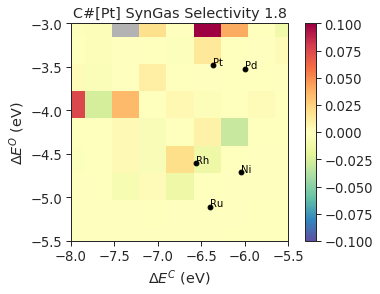 C#[Pt] SynGas Selectivity 1.8
ΔE^O (eV)
−3.0
−3.5
−4.0
−4.5
−5.0
−5.5
Pt
Pd
Rh
Ni
Ru
−8.0 −7.5 −7.0 −6.5 −6.0 −5.5
ΔE^C (eV)
0.100
0.075
0.050
0.025
0.000
−0.025
−0.050
−0.075
−0.100